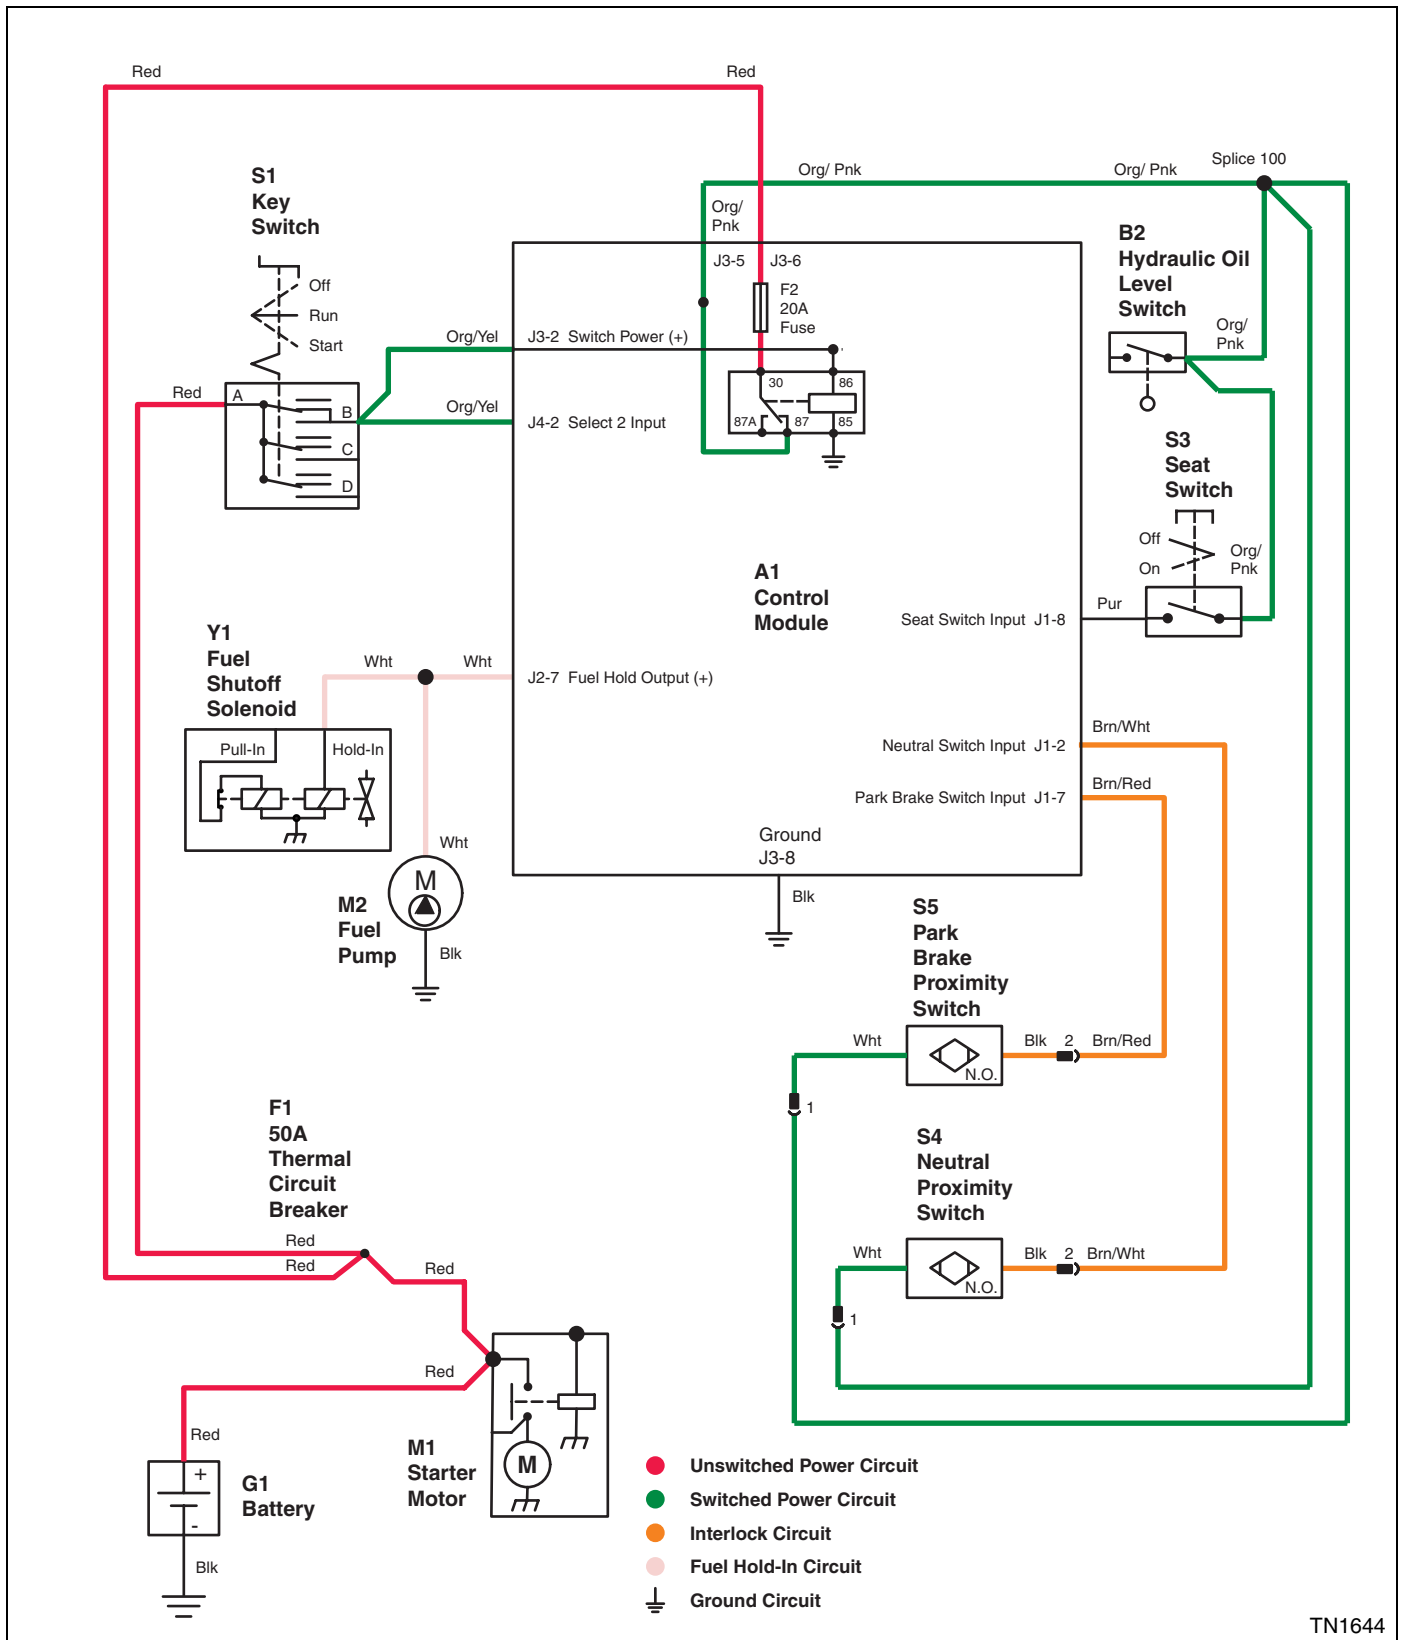 Red
Red
Org/ Pnk
Org/ Pnk
Splice 100
S1
Key
Switch
Off
Run
Start
Org/
Pnk
J3-5
J3-6
F2
20A
Fuse
B2
Hydraulic Oil
Level
Switch
Org/
Pnk
Org/Yel
J3-2 Switch Power (+)
Red
A
B
C
D
Org/Yel
J4-2 Select 2 Input
30
86
87A
87
85
S3
Seat
Switch
Off
On
Org/
Pnk
A1
Control
Module
Seat Switch Input J1-8
Pur
Y1
Fuel
Shutoff
Solenoid
Wht
Wht
J2-7 Fuel Hold Output (+)
Pull-In
Hold-In
Neutral Switch Input J1-2
Brn/Wht
Park Brake Switch Input J1-7
Brn/Red
Ground
J3-8
Blk
Wht
M
M2
Fuel
Pump
Blk
S5
Park
Brake
Proximity
Switch
Wht
N.O.
Blk
2
Brn/Red
1
F1
50A
Thermal
Circuit
Breaker
Red
Red
Red
S4
Neutral
Proximity
Switch
Wht
N.O.
Blk
2
Brn/Wht
1
Red
Red
+
-
G1
Battery
Blk
M1
Starter
Motor
M
Unswitched Power Circuit
Switched Power Circuit
Interlock Circuit
Fuel Hold-In Circuit
Ground Circuit
TN1644